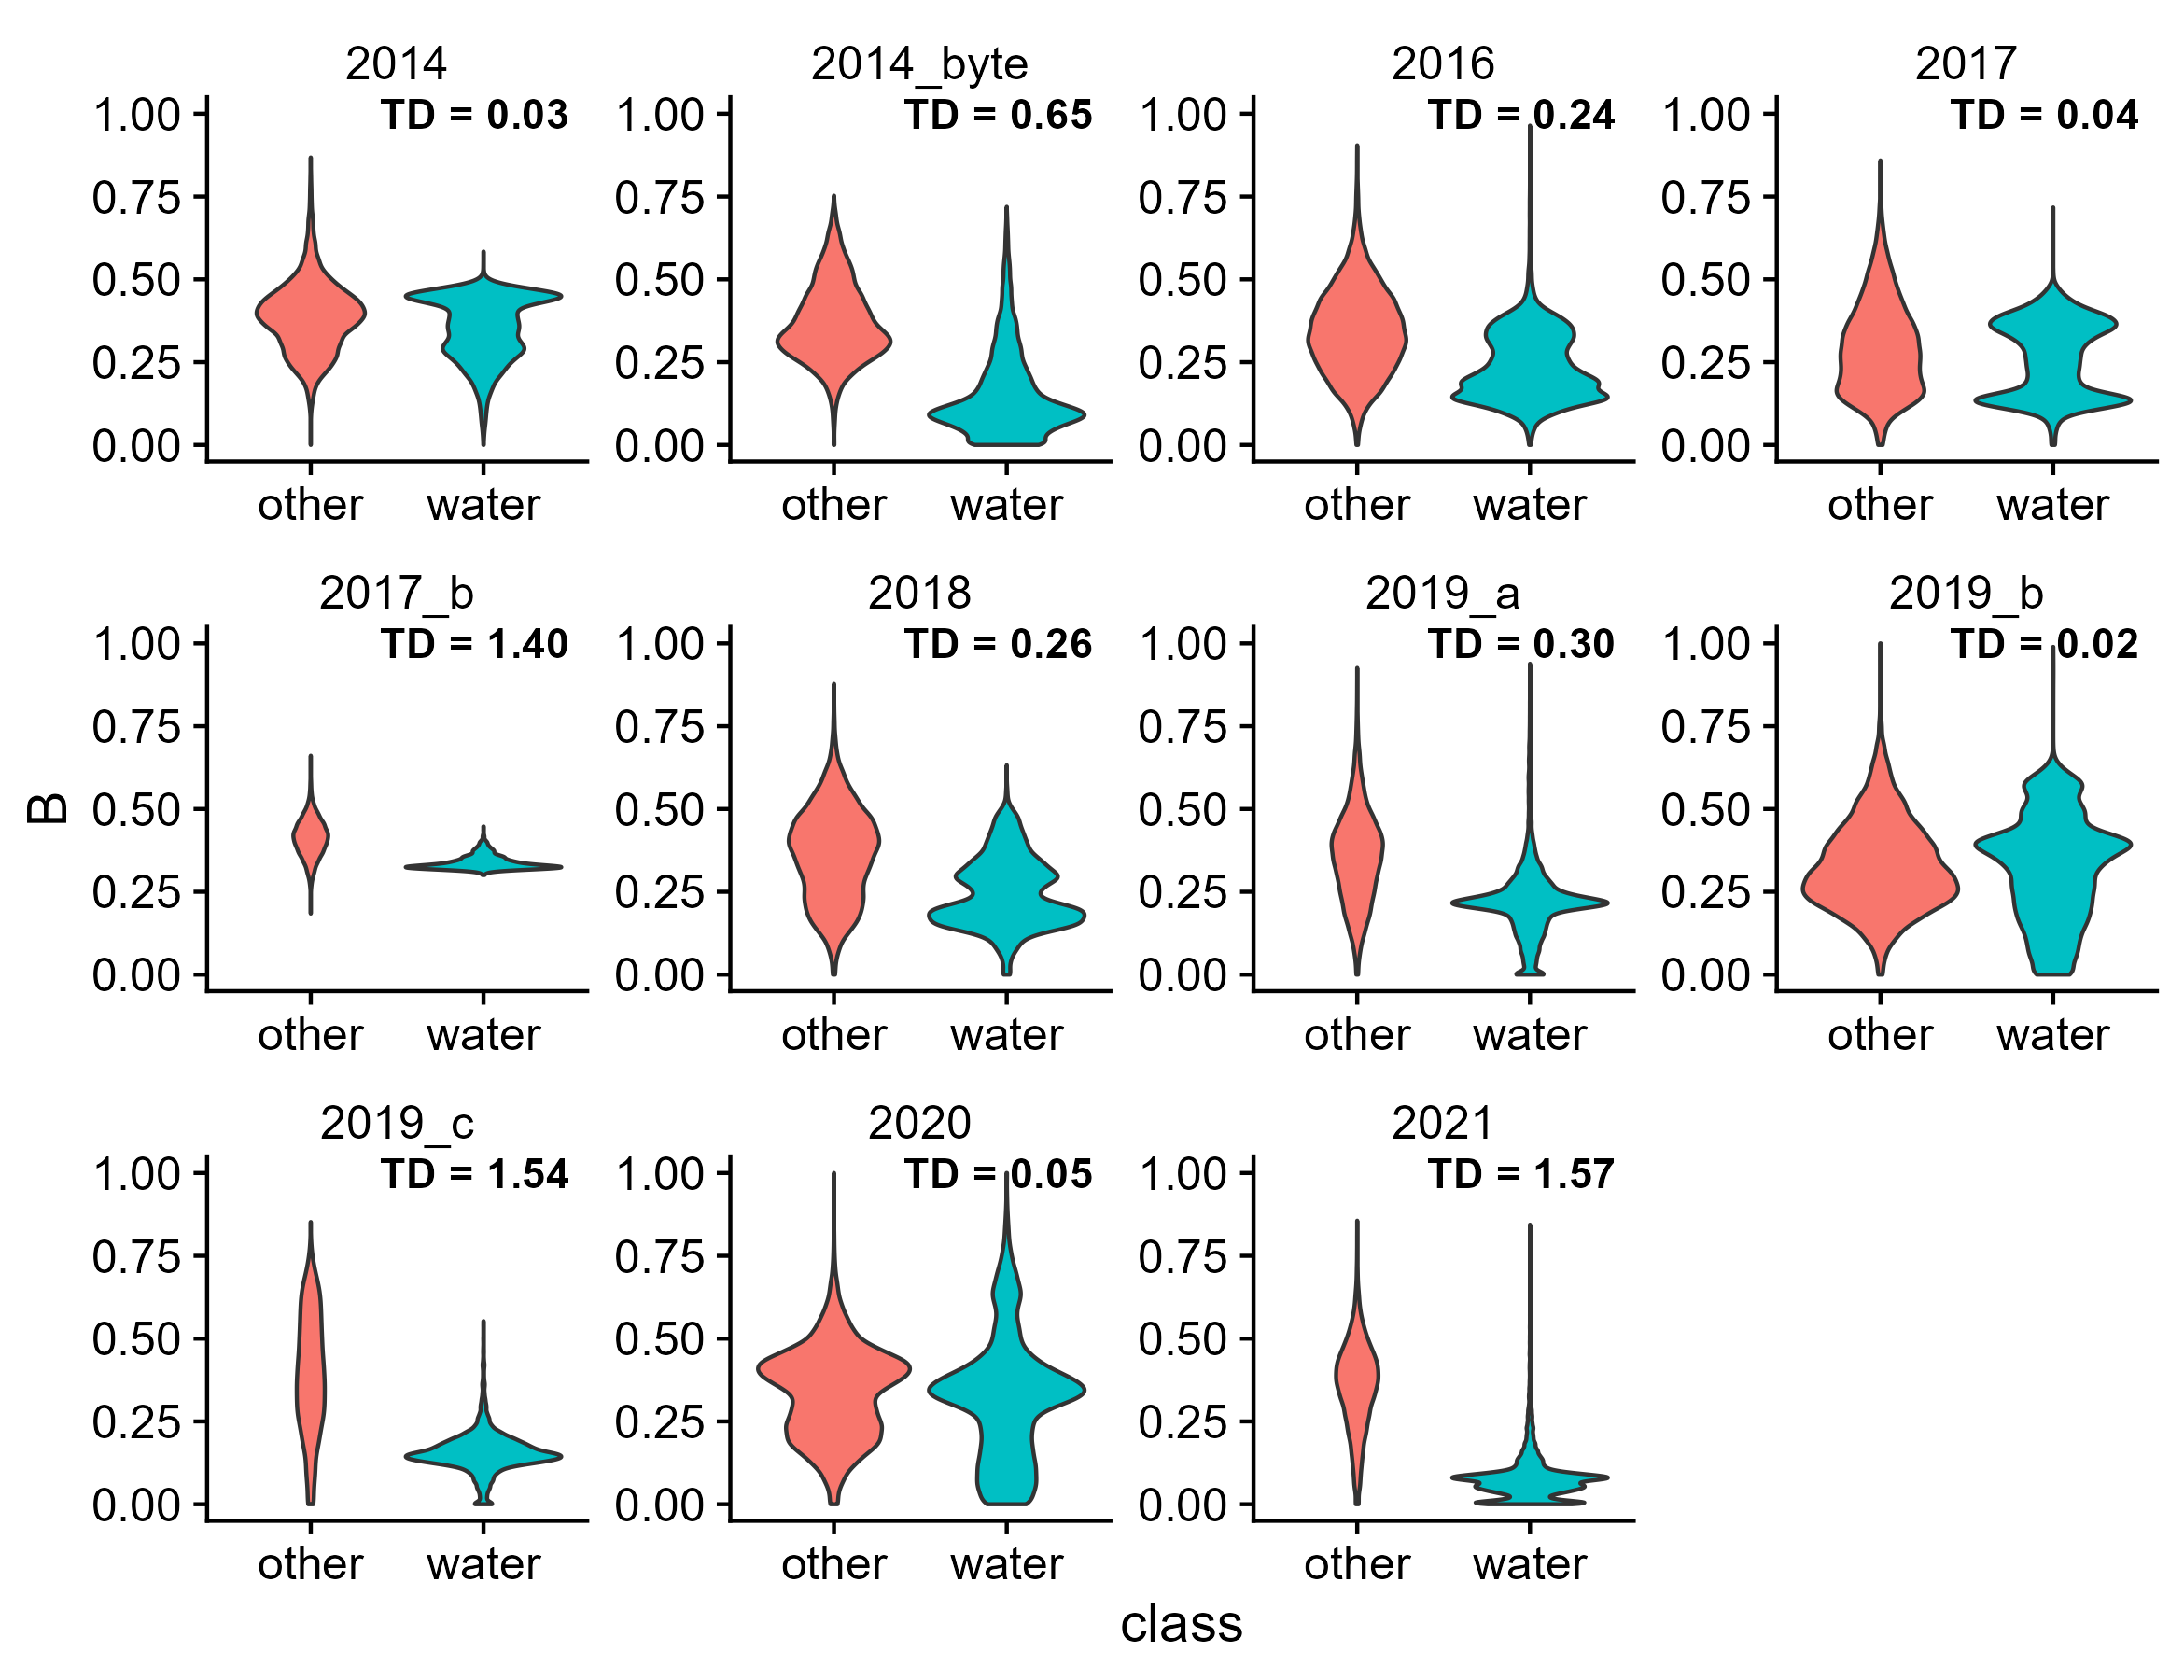 2014 2014_byte 2016 2017
1.00 TD = 0.03 1.00 TD = 0.65 1.00 TD = 0.24 1.00 TD = 0.04
0.75 0.75 0.75 0.75
0.50 0.50 0.50 0.50
0.25 0.25 0.25 0.25
0.00 0.00 0.00 0.00
other water other water other water other water
2017_b 2018 2019_a 2019_b
1.00 TD = 1.40 1.00 TD = 0.26 1.00 TD = 0.30 1.00 TD = 0.02
0.75 0.75 0.75 0.75
B 0.50 0.50 0.50 0.50
0.25 0.25 0.25 0.25
0.00 0.00 0.00 0.00
other water other water other water other water
2019_c 2020 2021
1.00 TD = 1.54 1.00 TD = 0.05 1.00 TD = 1.57
0.75 0.75 0.75
0.50 0.50 0.50
0.25 0.25 0.25
0.00 0.00 0.00
other water other water other water
class